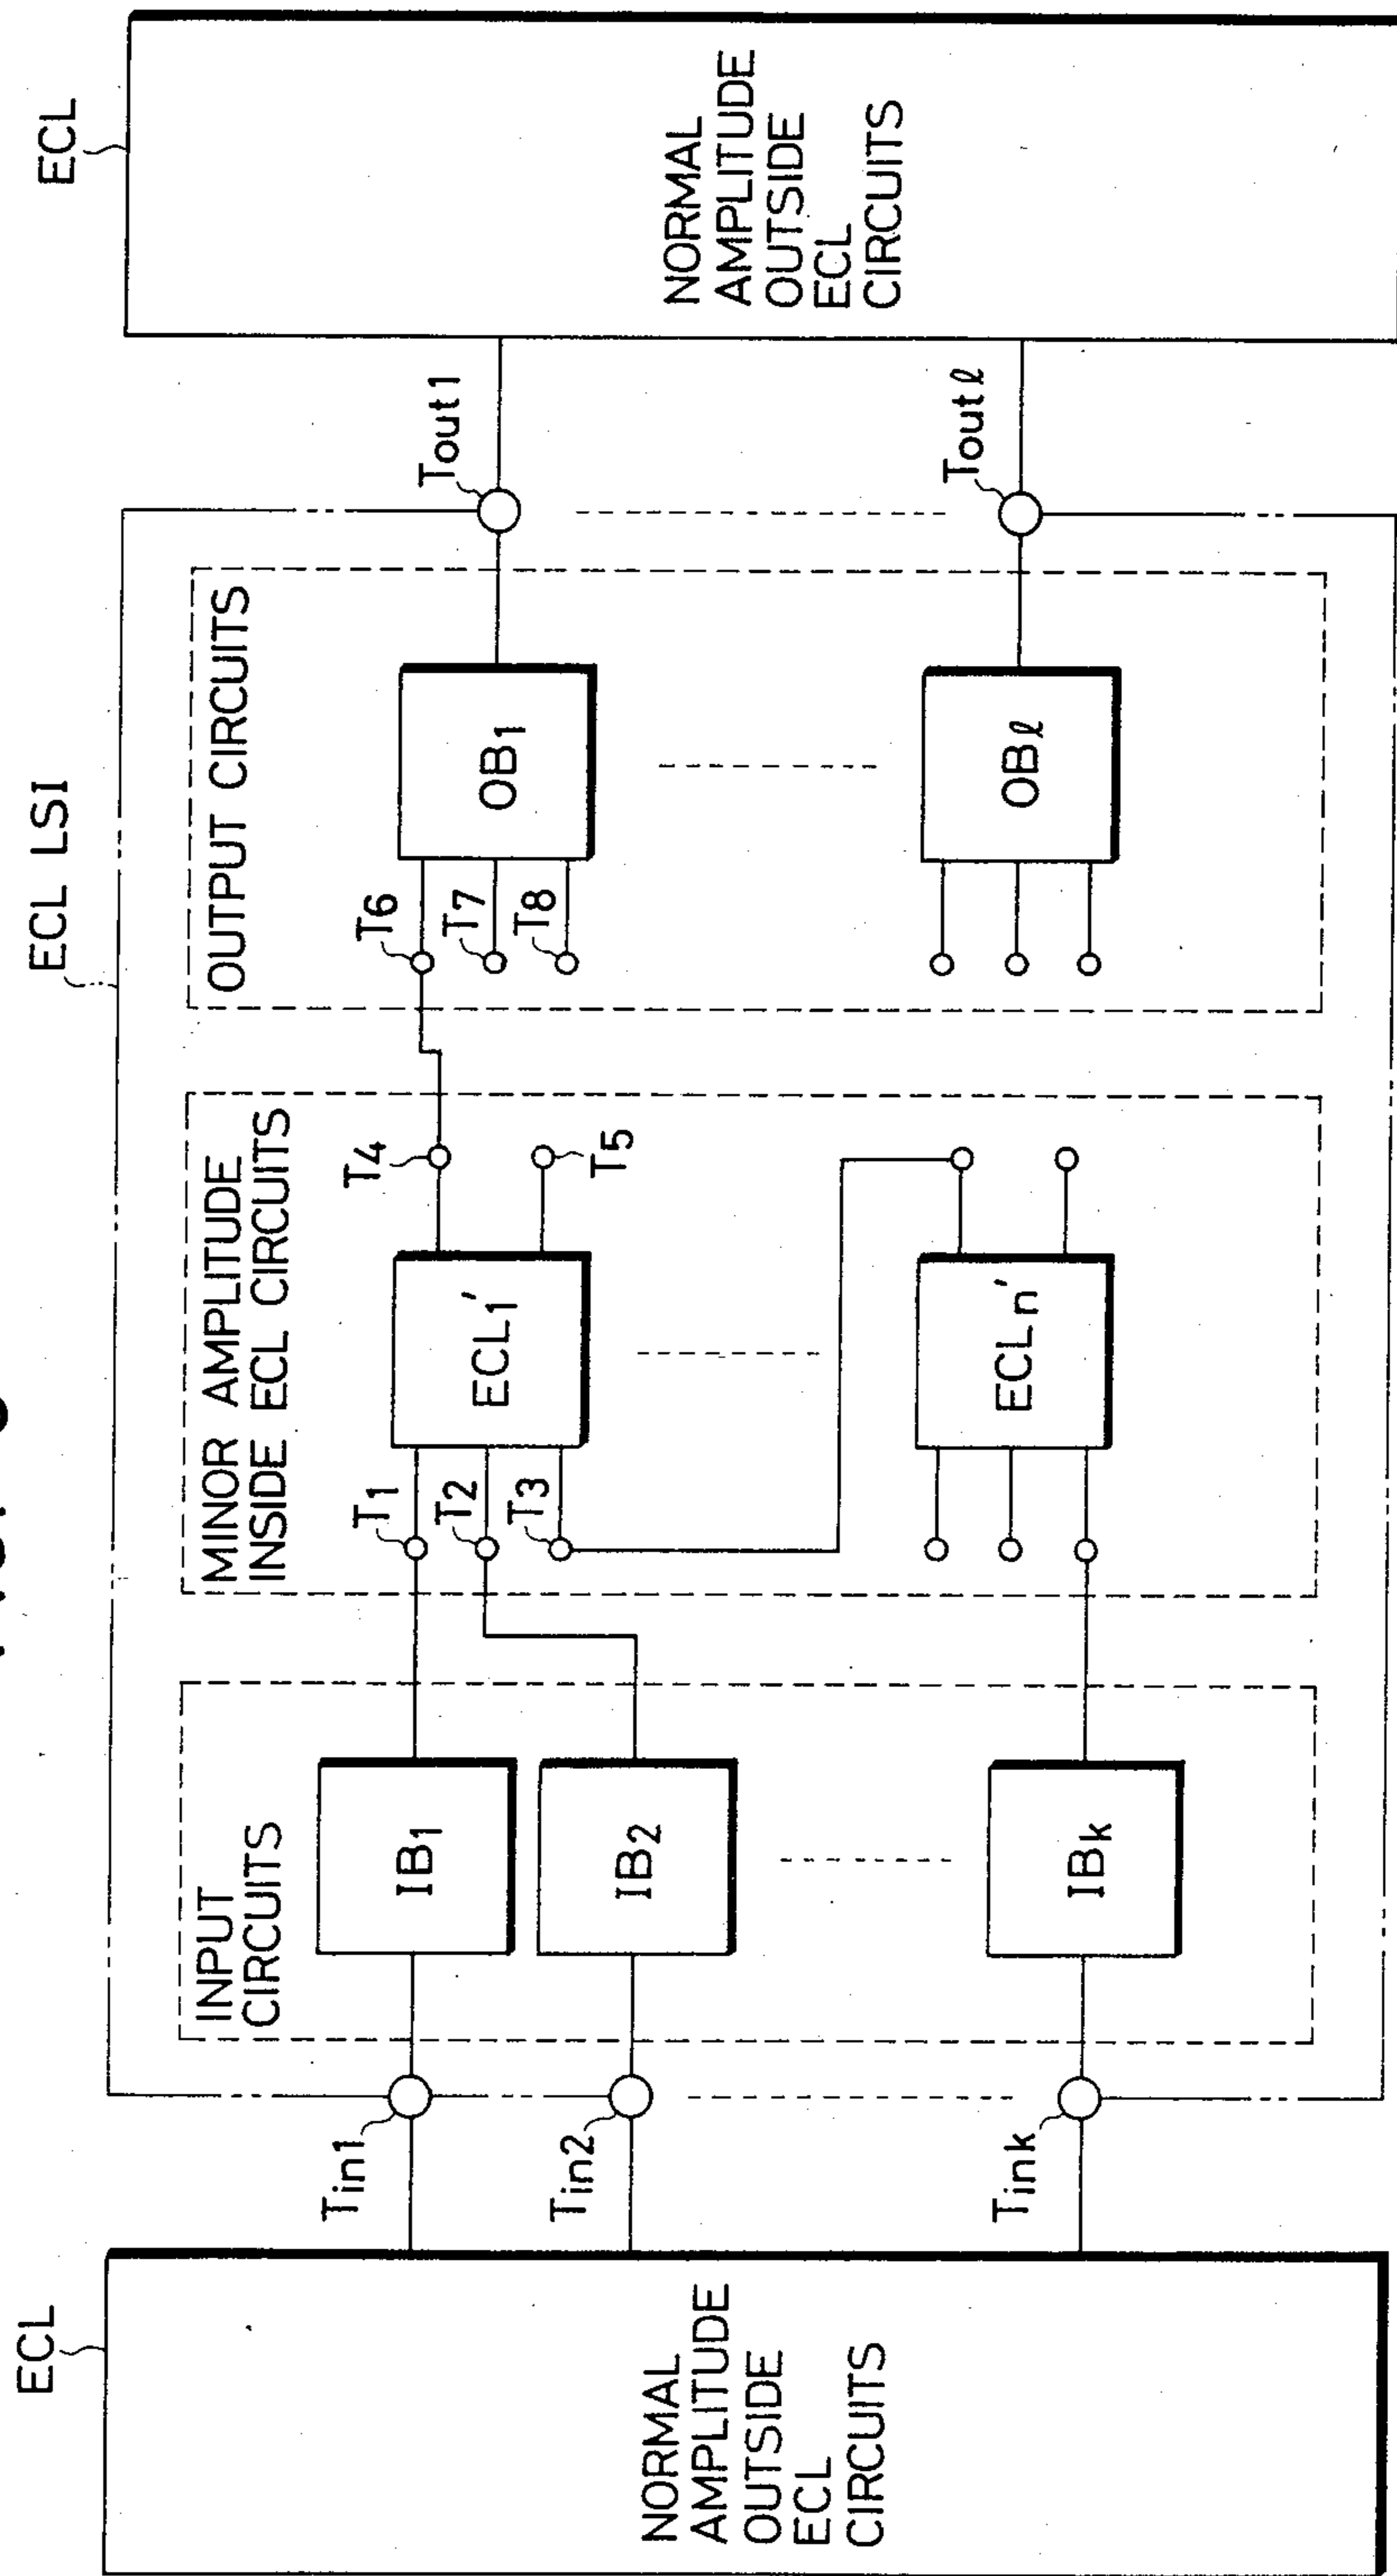 ECL LSI
ECL
NORMAL
AMPLITUDE
OUTSIDE
ECL
CIRCUITS
Tin1
Tin2
Tink
INPUT
CIRCUITS
IB1
IB2
IBk
MINOR AMPLITUDE
INSIDE ECL CIRCUITS
T1
T2
T3
ECL1'
ECLn'
T4
T5
OUTPUT CIRCUITS
T6
T7
T8
OB1
OBℓ
Tout1
Toutℓ
ECL
NORMAL
AMPLITUDE
OUTSIDE
ECL
CIRCUITS